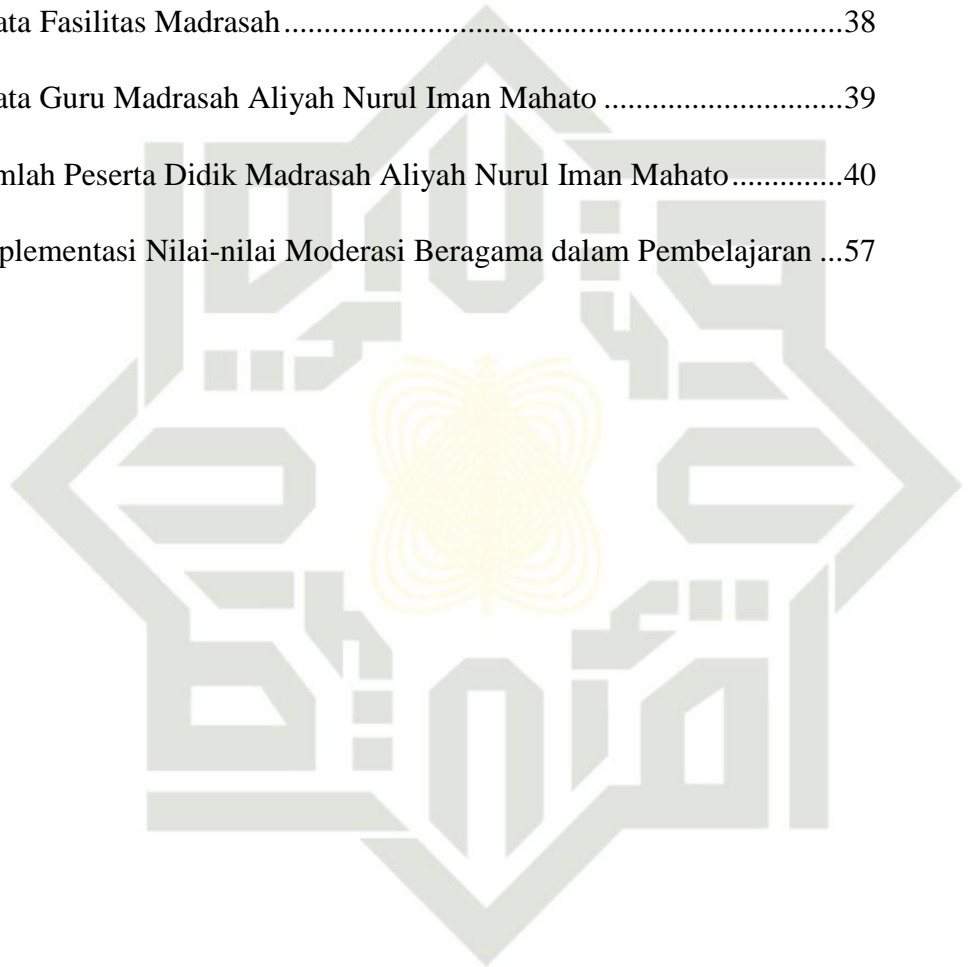 ata Fasilitas Madrasah.....................................................................38
ata Guru Madrasah Aliyah Nurul Iman Mahato .............................39
mlah Peserta Didik Madrasah Aliyah Nurul Iman Mahato..............40
plementasi Nilai-nilai Moderasi Beragama dalam Pembelajaran ...57